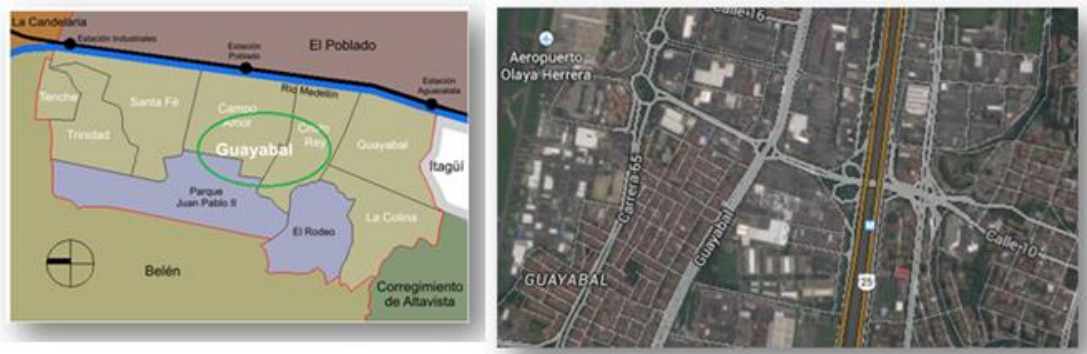 La Candelaria
Estación Industriales
Estación
Poblado
El Poblado
Estación
Aguacatala
Río Medellín
Tenche
Santa Fé
Campo
Amor
Cristo
Rey
Guayabal
Trinidad
Guayabal
Itagüí
Parque
Juan Pablo II
El Rodeo
La Colina
Belén
Corregimiento
de Altavista
Calle 16
Aeropuerto
Olaya Herrera
Carrera 65
Guayabal
GUAYABAL
Calle 10
25